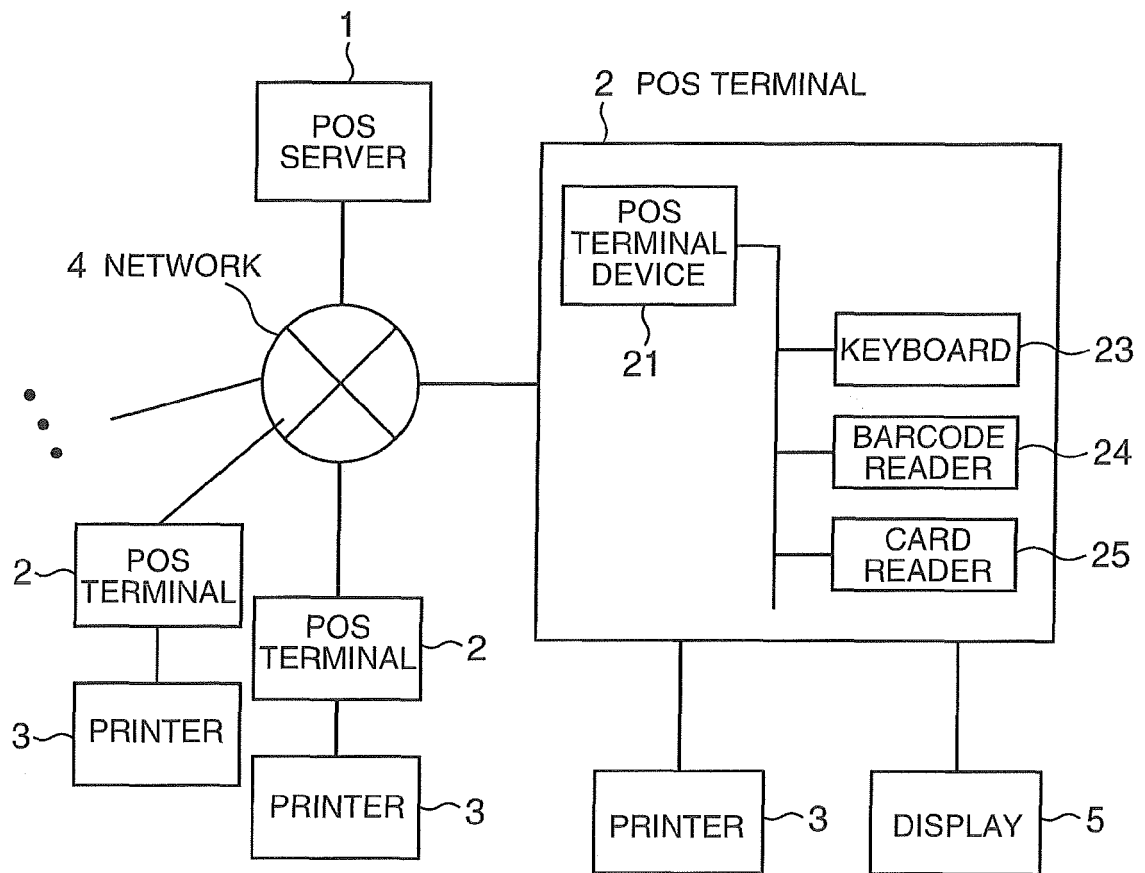 1
POS
SERVER
2 POS TERMINAL
POS
TERMINAL
DEVICE
21
4 NETWORK
KEYBOARD
23
BARCODE
READER
24
CARD
READER
25
POS
TERMINAL
2
POS
TERMINAL
2
PRINTER
3
PRINTER
3
PRINTER
3
DISPLAY
5